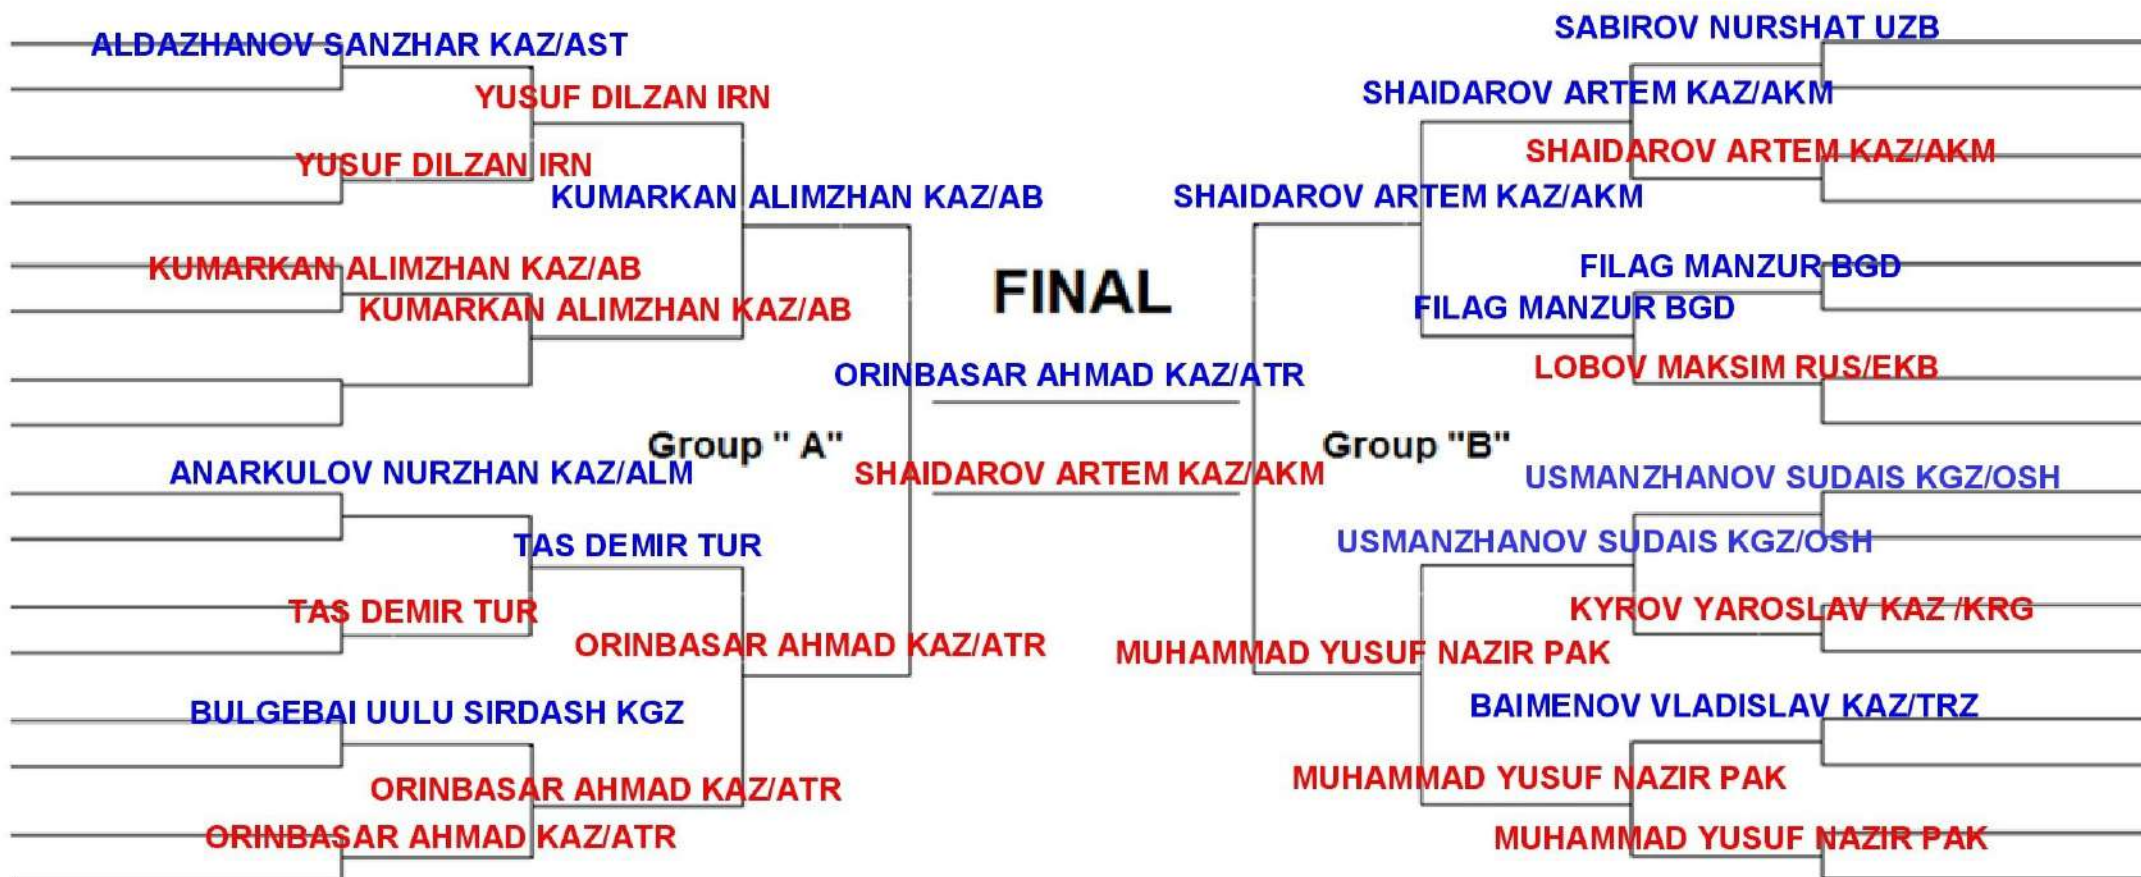 ALDAZHANOV SANZHAR KAZ/AST
YUSUF DILZAN IRN
YUSUF DILZAN IRN
KUMARKAN ALIMZHAN KAZ/AB
KUMARKAN ALIMZHAN KAZ/AB
KUMARKAN ALIMZHAN KAZ/AB
Group " A"
ANARKULOV NURZHAN KAZ/ALM
TAS DEMIR TUR
TAS DEMIR TUR
ORINBASAR AHMAD KAZ/ATR
BULGEBAI UULU SIRDASH KGZ
ORINBASAR AHMAD KAZ/ATR
ORINBASAR AHMAD KAZ/ATR
FINAL
ORINBASAR AHMAD KAZ/ATR
SHAIDAROV ARTEM KAZ/AKM
SABIROV NURSHAT UZB
SHAIDAROV ARTEM KAZ/AKM
SHAIDAROV ARTEM KAZ/AKM
SHAIDAROV ARTEM KAZ/AKM
FILAG MANZUR BGD
FILAG MANZUR BGD
LOBOV MAKSIM RUS/EKB
Group "B"
USMANZHANOV SUDAIS KGZ/OSH
USMANZHANOV SUDAIS KGZ/OSH
KYROV YAROSLAV KAZ /KRG
MUHAMMAD YUSUF NAZIR PAK
BAIMENOV VLADISLAV KAZ/TRZ
MUHAMMAD YUSUF NAZIR PAK
MUHAMMAD YUSUF NAZIR PAK